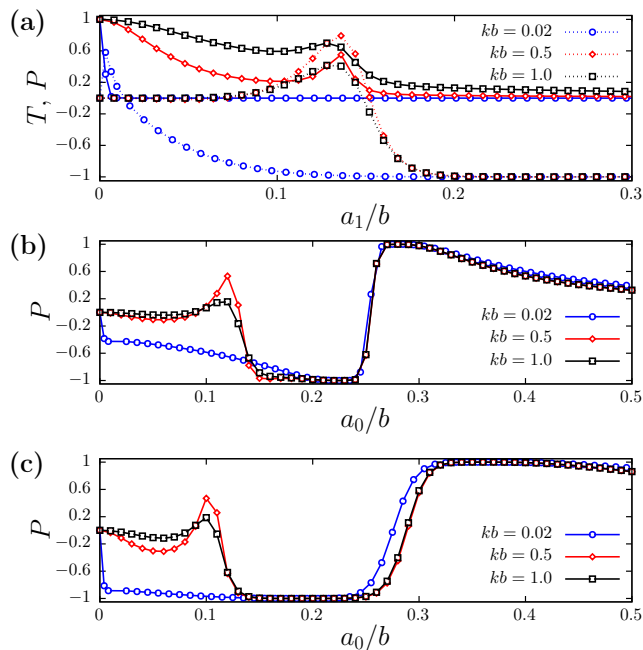 (a)
T, P
1
0.6
0.2
−0.2
−0.6
−1
kb = 0.02
kb = 0.5
kb = 1.0
0 0.1 0.2 0.3
a₁/b
(b)
P
1
0.6
0.2
−0.2
−0.6
−1
kb = 0.02
kb = 0.5
kb = 1.0
0 0.1 0.2 0.3 0.4 0.5
a₀/b
(c)
P
1
0.6
0.2
−0.2
−0.6
−1
kb = 0.02
kb = 0.5
kb = 1.0
0 0.1 0.2 0.3 0.4 0.5
a₀/b